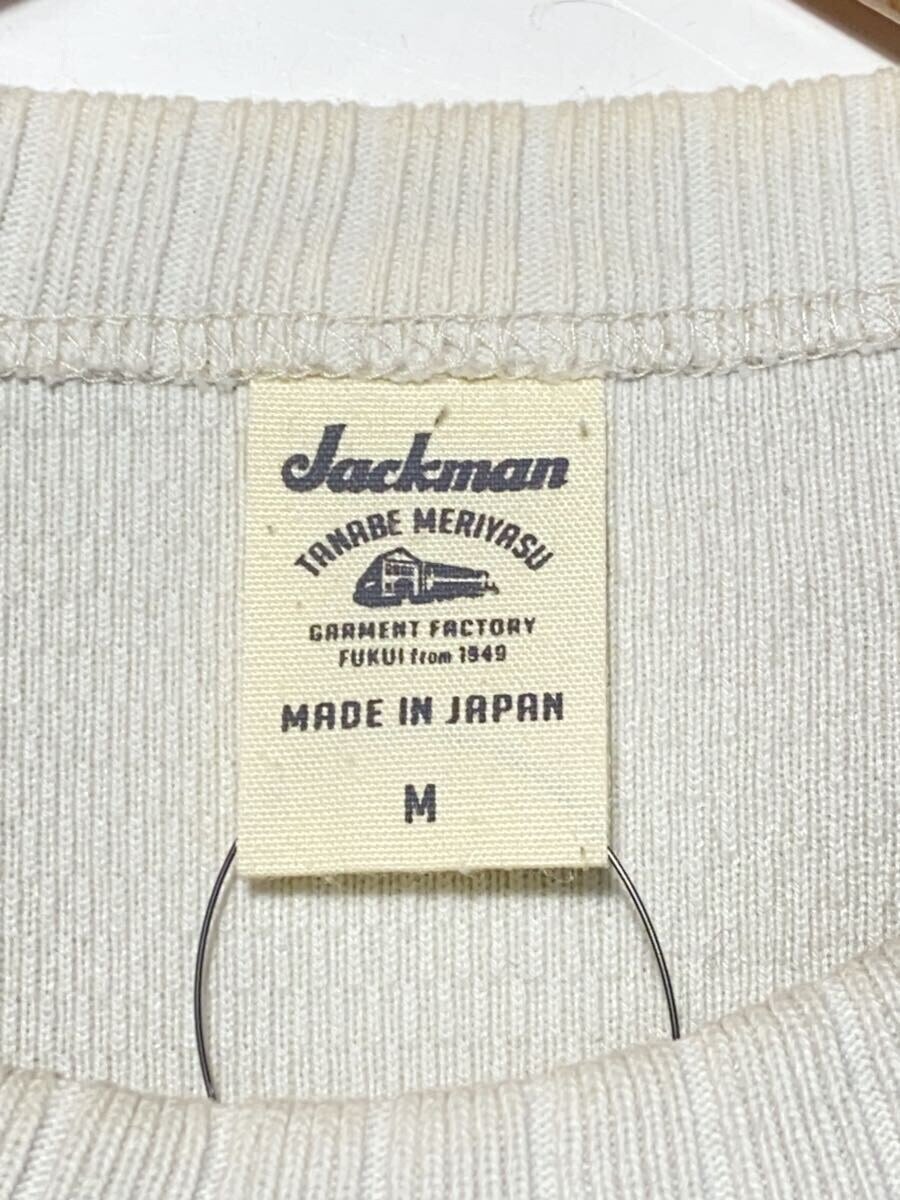 Jackman
TANABE MERIYASU
GARMENT FACTORY
FUKUI from 1949
MADE IN JAPAN
M